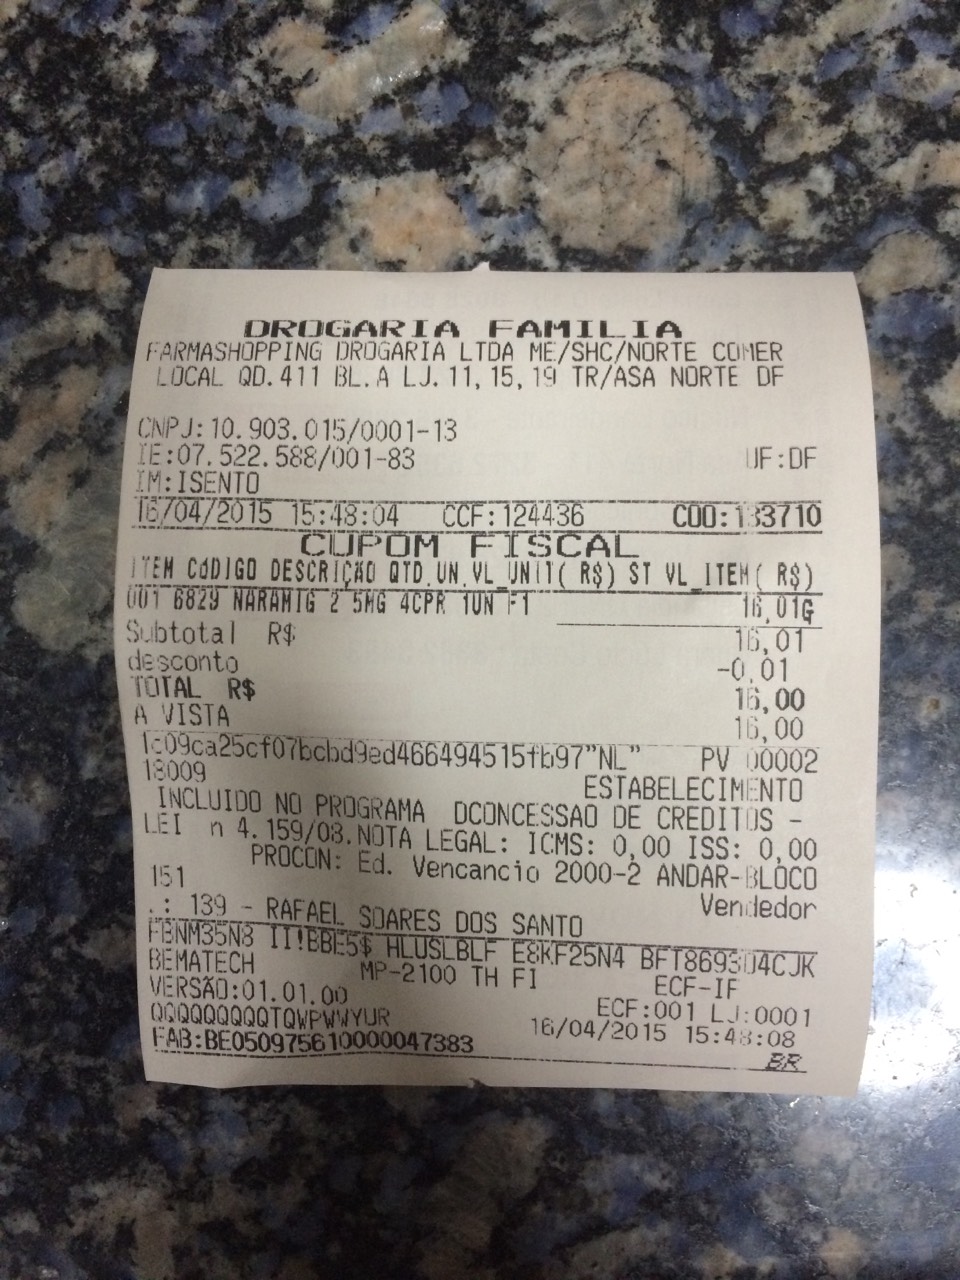 DROGARIA FAMILIA
FARMASHOPPING DROGARIA LTDA ME/SHC/NORTE COMER
LOCAL QD.411 BL.A LJ.11,15,19 TR/ASA NORTE DF
CNPJ:10.903.015/0001-13
IE:07.522.588/001-83 UF:DF
IM:ISENTO
16/04/2015 15:48:04 CCF:124436 COO:133710
CUPOM FISCAL
ITEM CóDIGO DESCRIÇÃO QTD.UN.VL_UNIT( R$) ST VL_ITEM( R$)
001 6829 NARAMIG 2 5MG 4CPR 1UN F1 16,01G
Subtotal R$ 16,01
desconto -0,01
TOTAL R$ 16,00
A VISTA 16,00
1c09ca25cf07bcbd9ed466494515fb97"NL" PV 00002
18009 ESTABELECIMENTO
INCLUIDO NO PROGRAMA DCONCESSAO DE CREDITOS -
LEI n 4.159/08.NOTA LEGAL: ICMS: 0,00 ISS: 0,00
PROCON: Ed. Vencancio 2000-2 ANDAR-BLOCO
151 Vendedor
.: 139 - RAFAEL SOARES DOS SANTO
FBNM35N8 II!BBE5$ HLUSLBLF E8KF25N4 BFT869304CJK
BEMATECH MP-2100 TH FI ECF-IF
VERSÃO:01.01.00 ECF:001 LJ:0001
QQQQQQQQQTQWPWWYUR 16/04/2015 15:48:08
FAB:BE050975610000047383 BR